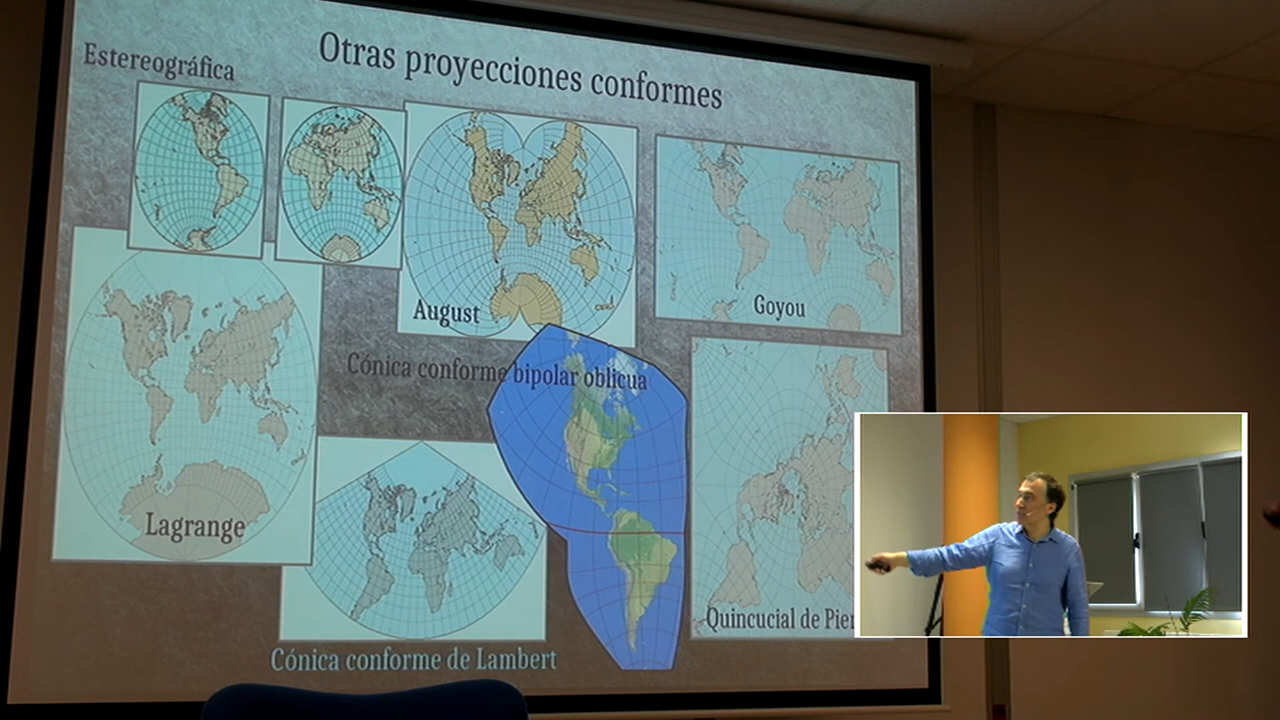 Otras proyecciones conformes
Estereográfica
August
Goyou
Cónica conforme bipolar oblicua
Lagrange
Quincucial de Pier
Cónica conforme de Lambert